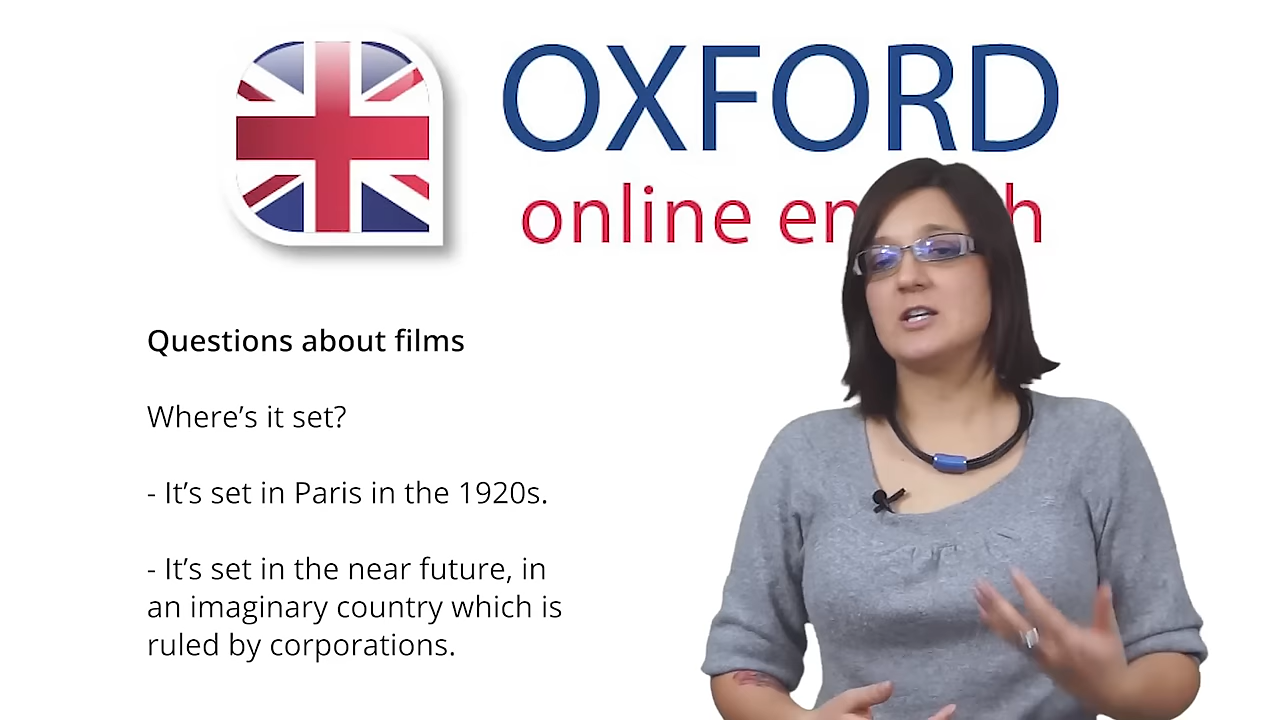 OXFORD
online en h
Questions about films
Where’s it set?
- It’s set in Paris in the 1920s.
- It’s set in the near future, in
an imaginary country which is
ruled by corporations.